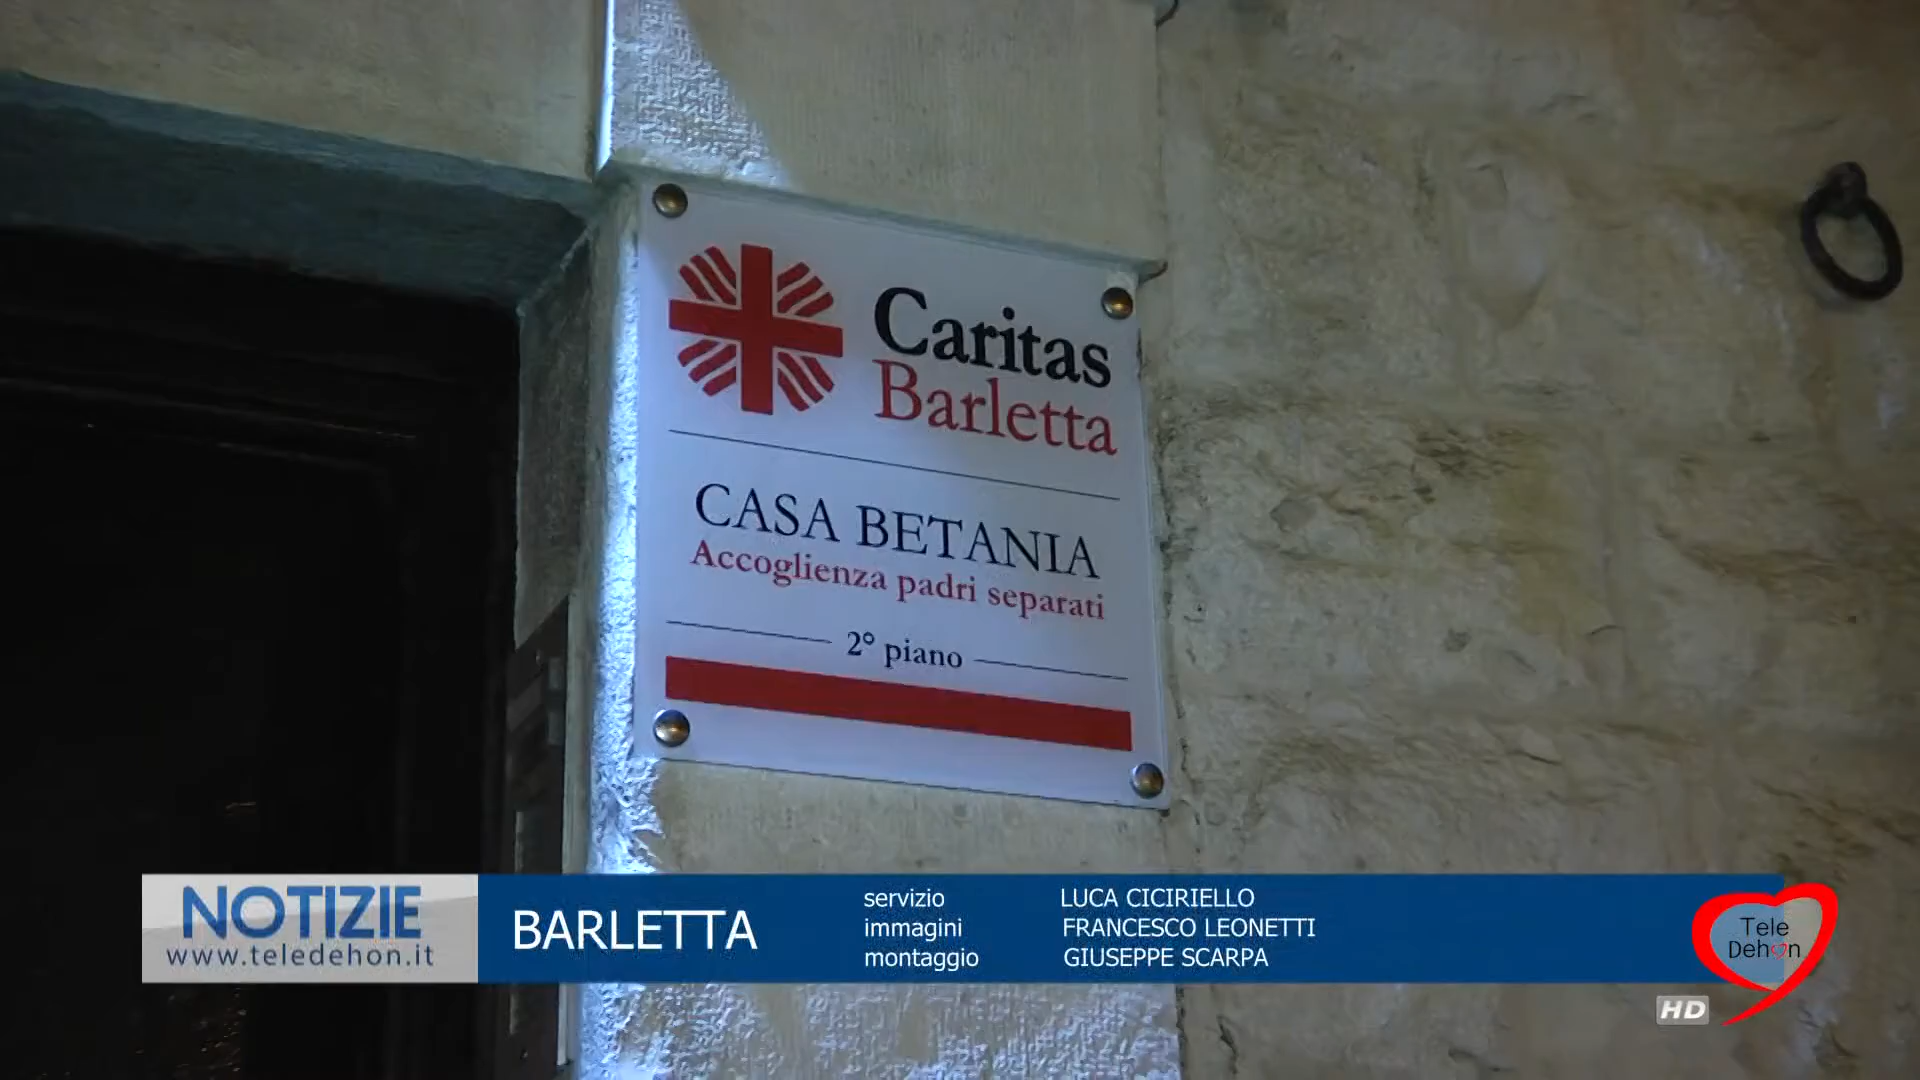 Caritas
Barletta
CASA BETANIA
Accoglienza padri separati
2° piano
NOTIZIE
www.teledehon.it
BARLETTA
servizio LUCA CICIRIELLO
immagini FRANCESCO LEONETTI
montaggio GIUSEPPE SCARPA
Tele
Dehon
HD